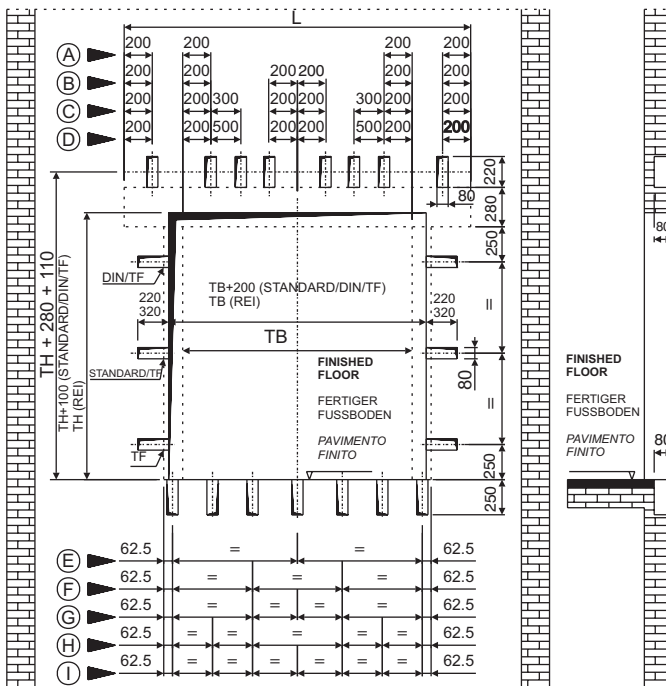 L
A 200 200 200 200
B 200 200 200 200 200 200
C 200 200 300 200 200 300 200 200
D 200 200 500 200 200 500 200 200
220
80
280
250
DIN/TF
TB+200 (STANDARD/DIN/TF)
TB (REI)
220
320
220
320
=
TB
STANDARD/TF
80
TH + 280 + 110
TH+100 (STANDARD/DIN/TF)
TH (REI)
FINISHED
FLOOR
FERTIGER
FUSSBODEN
PAVIMENTO
FINITO
=
TF
250
250
E 62.5 = = 62.5
F 62.5 = = = 62.5
G 62.5 = = = = 62.5
H 62.5 = = = = = 62.5
I 62.5 = = = = = = 62.5
80
FINISHED
FLOOR
FERTIGER
FUSSBODEN
PAVIMENTO
FINITO
80